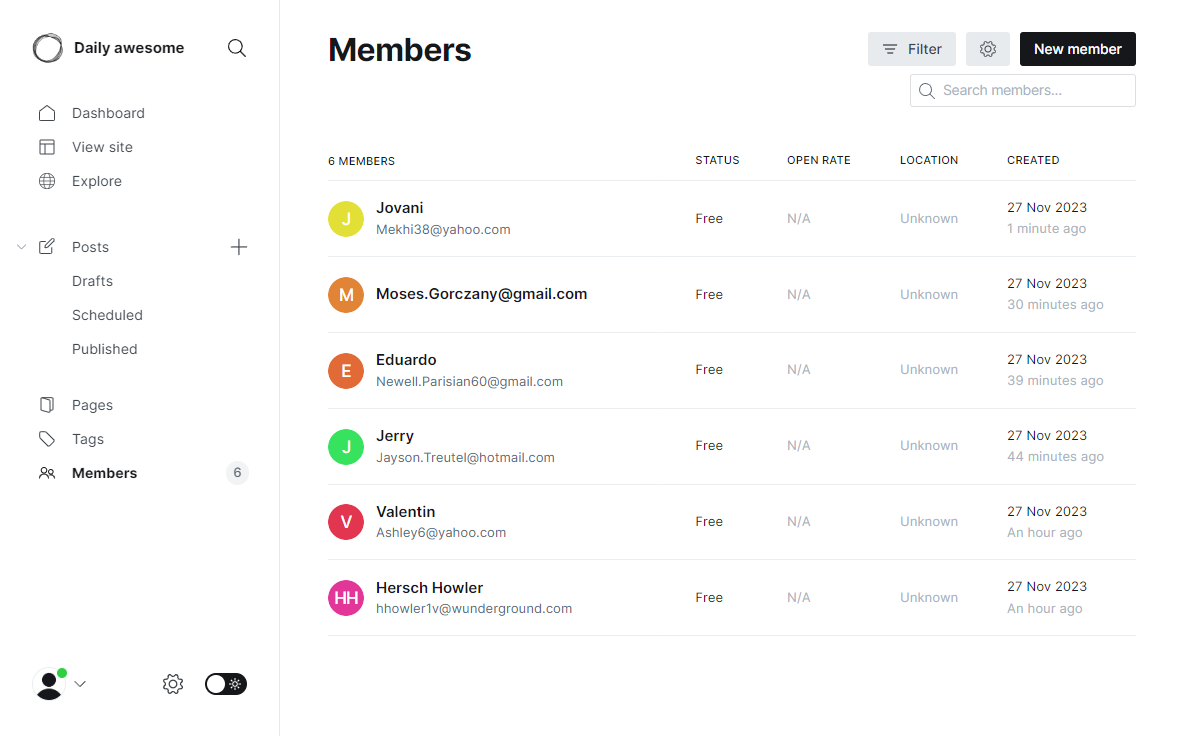 Daily awesome
Dashboard
View site
Explore
Posts
Drafts
Scheduled
Published
Pages
Tags
Members 6
Members
Filter
New member
Search members...
6 MEMBERS STATUS OPEN RATE LOCATION CREATED
J Jovani
Mekhi38@yahoo.com
Free N/A Unknown 27 Nov 2023
1 minute ago
M Moses.Gorczany@gmail.com
Free N/A Unknown 27 Nov 2023
30 minutes ago
E Eduardo
Newell.Parisian60@gmail.com
Free N/A Unknown 27 Nov 2023
39 minutes ago
J Jerry
Jayson.Treutel@hotmail.com
Free N/A Unknown 27 Nov 2023
44 minutes ago
V Valentin
Ashley6@yahoo.com
Free N/A Unknown 27 Nov 2023
An hour ago
HH Hersch Howler
hhowler1v@wunderground.com
Free N/A Unknown 27 Nov 2023
An hour ago